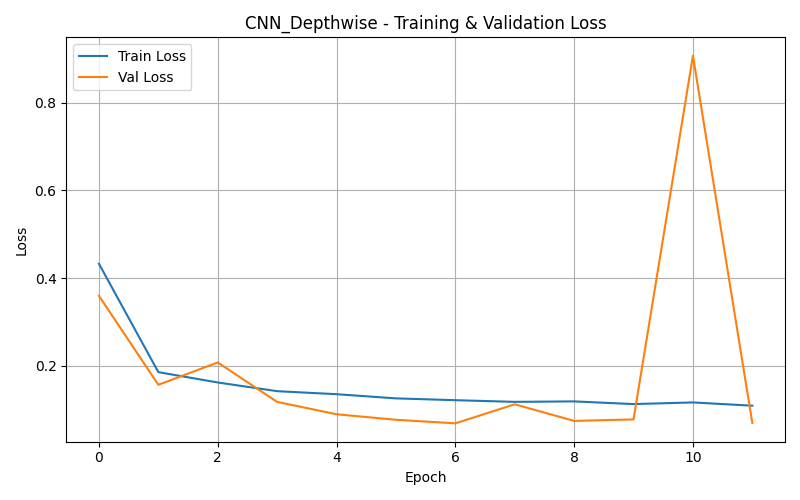 CNN_Depthwise - Training & Validation Loss
Train Loss
Val Loss
Loss
0.8
0.6
0.4
0.2
0 2 4 6 8 10
Epoch